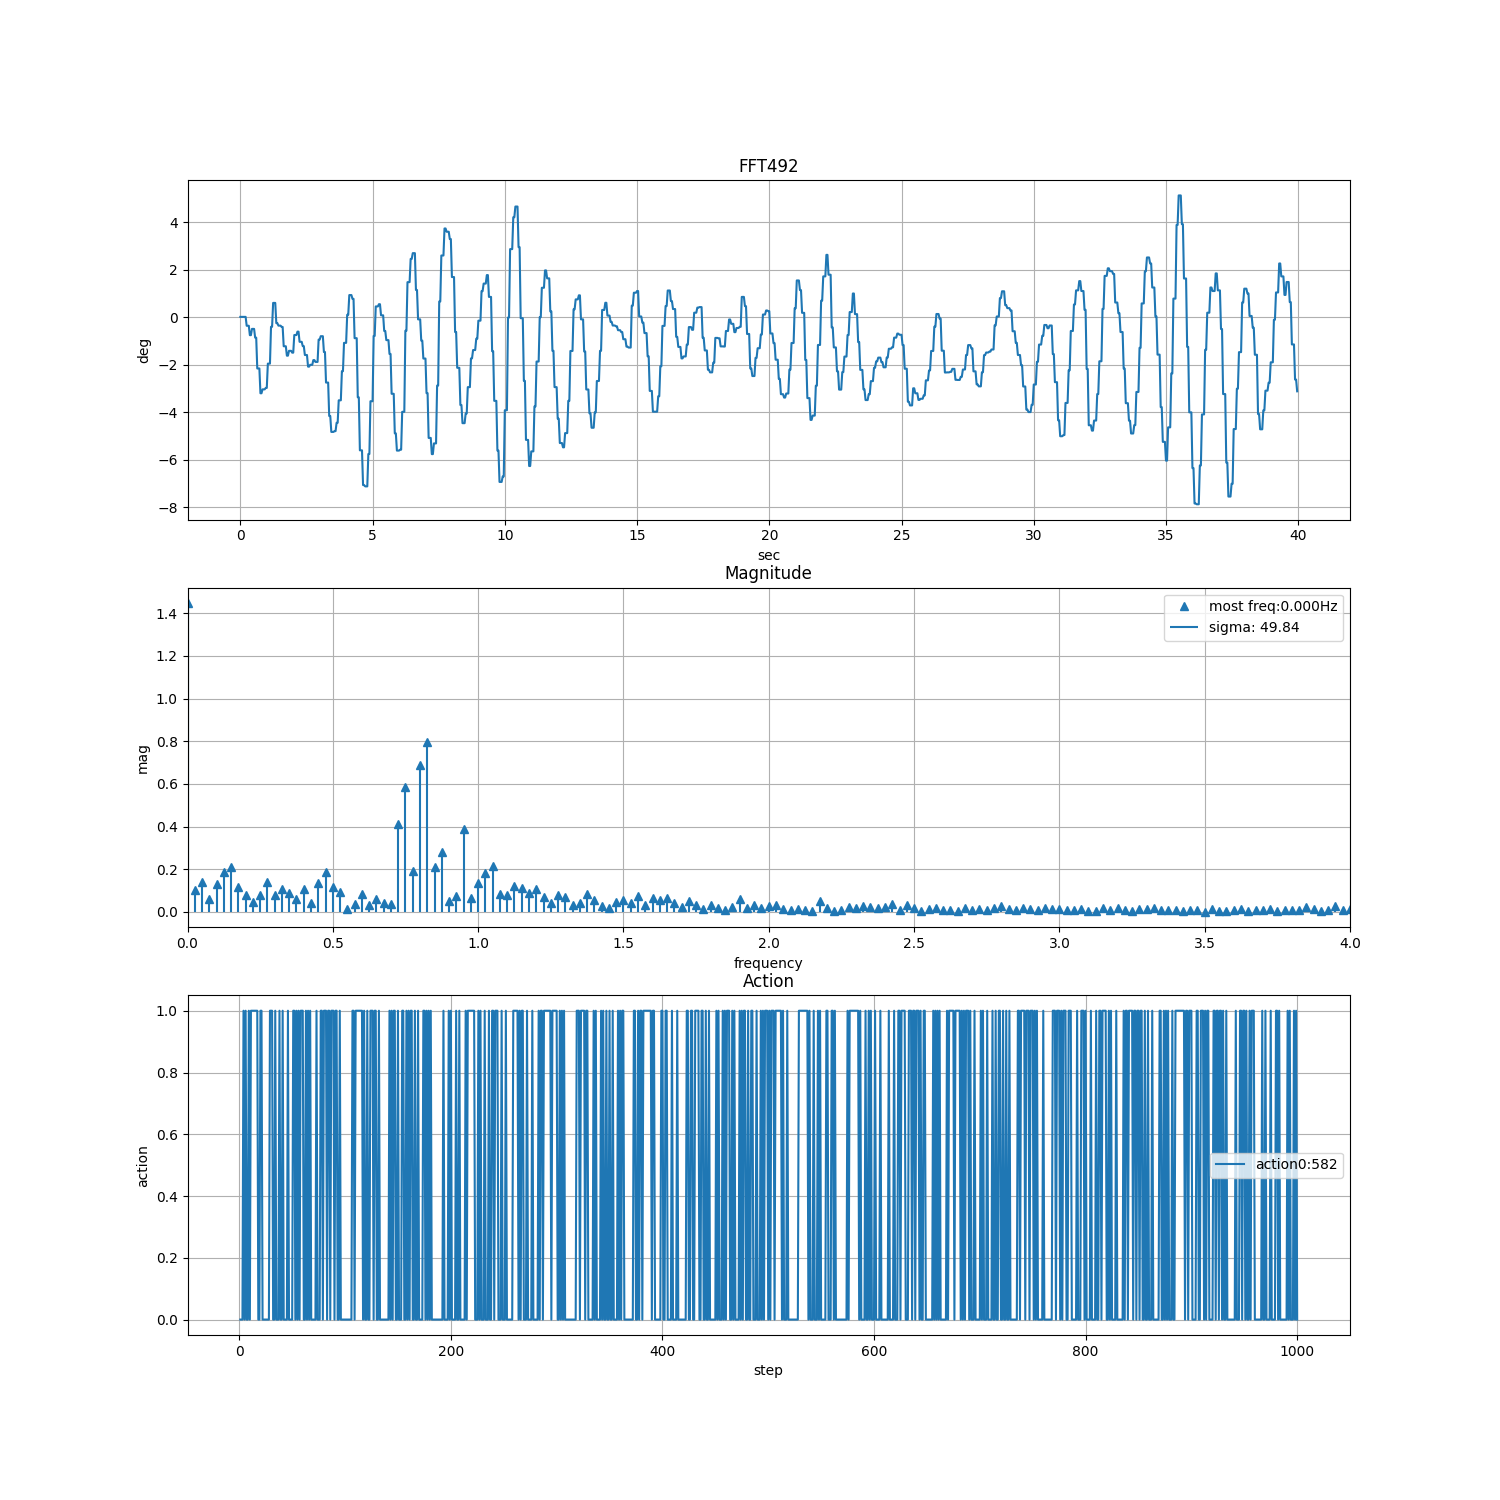 FFT492
4
2
0
−2
−4
−6
−8
deg
0 5 10 15 20 25 30 35 40
sec
Magnitude
1.4
1.2
1.0
0.8
0.6
0.4
0.2
0.0
mag
most freq:0.000Hz
sigma: 49.84
0.0 0.5 1.0 1.5 2.0 2.5 3.0 3.5 4.0
frequency
Action
1.0
0.8
0.6
0.4
0.2
0.0
action
action0:582
0 200 400 600 800 1000
step